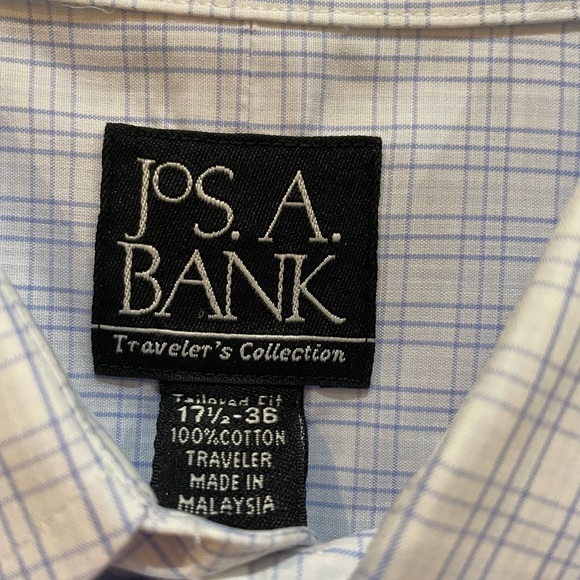 JOS. A.
BANK
Traveler's Collection
Tailored Fit
17½-36
100%COTTON
TRAVELER
MADE IN
MALAYSIA